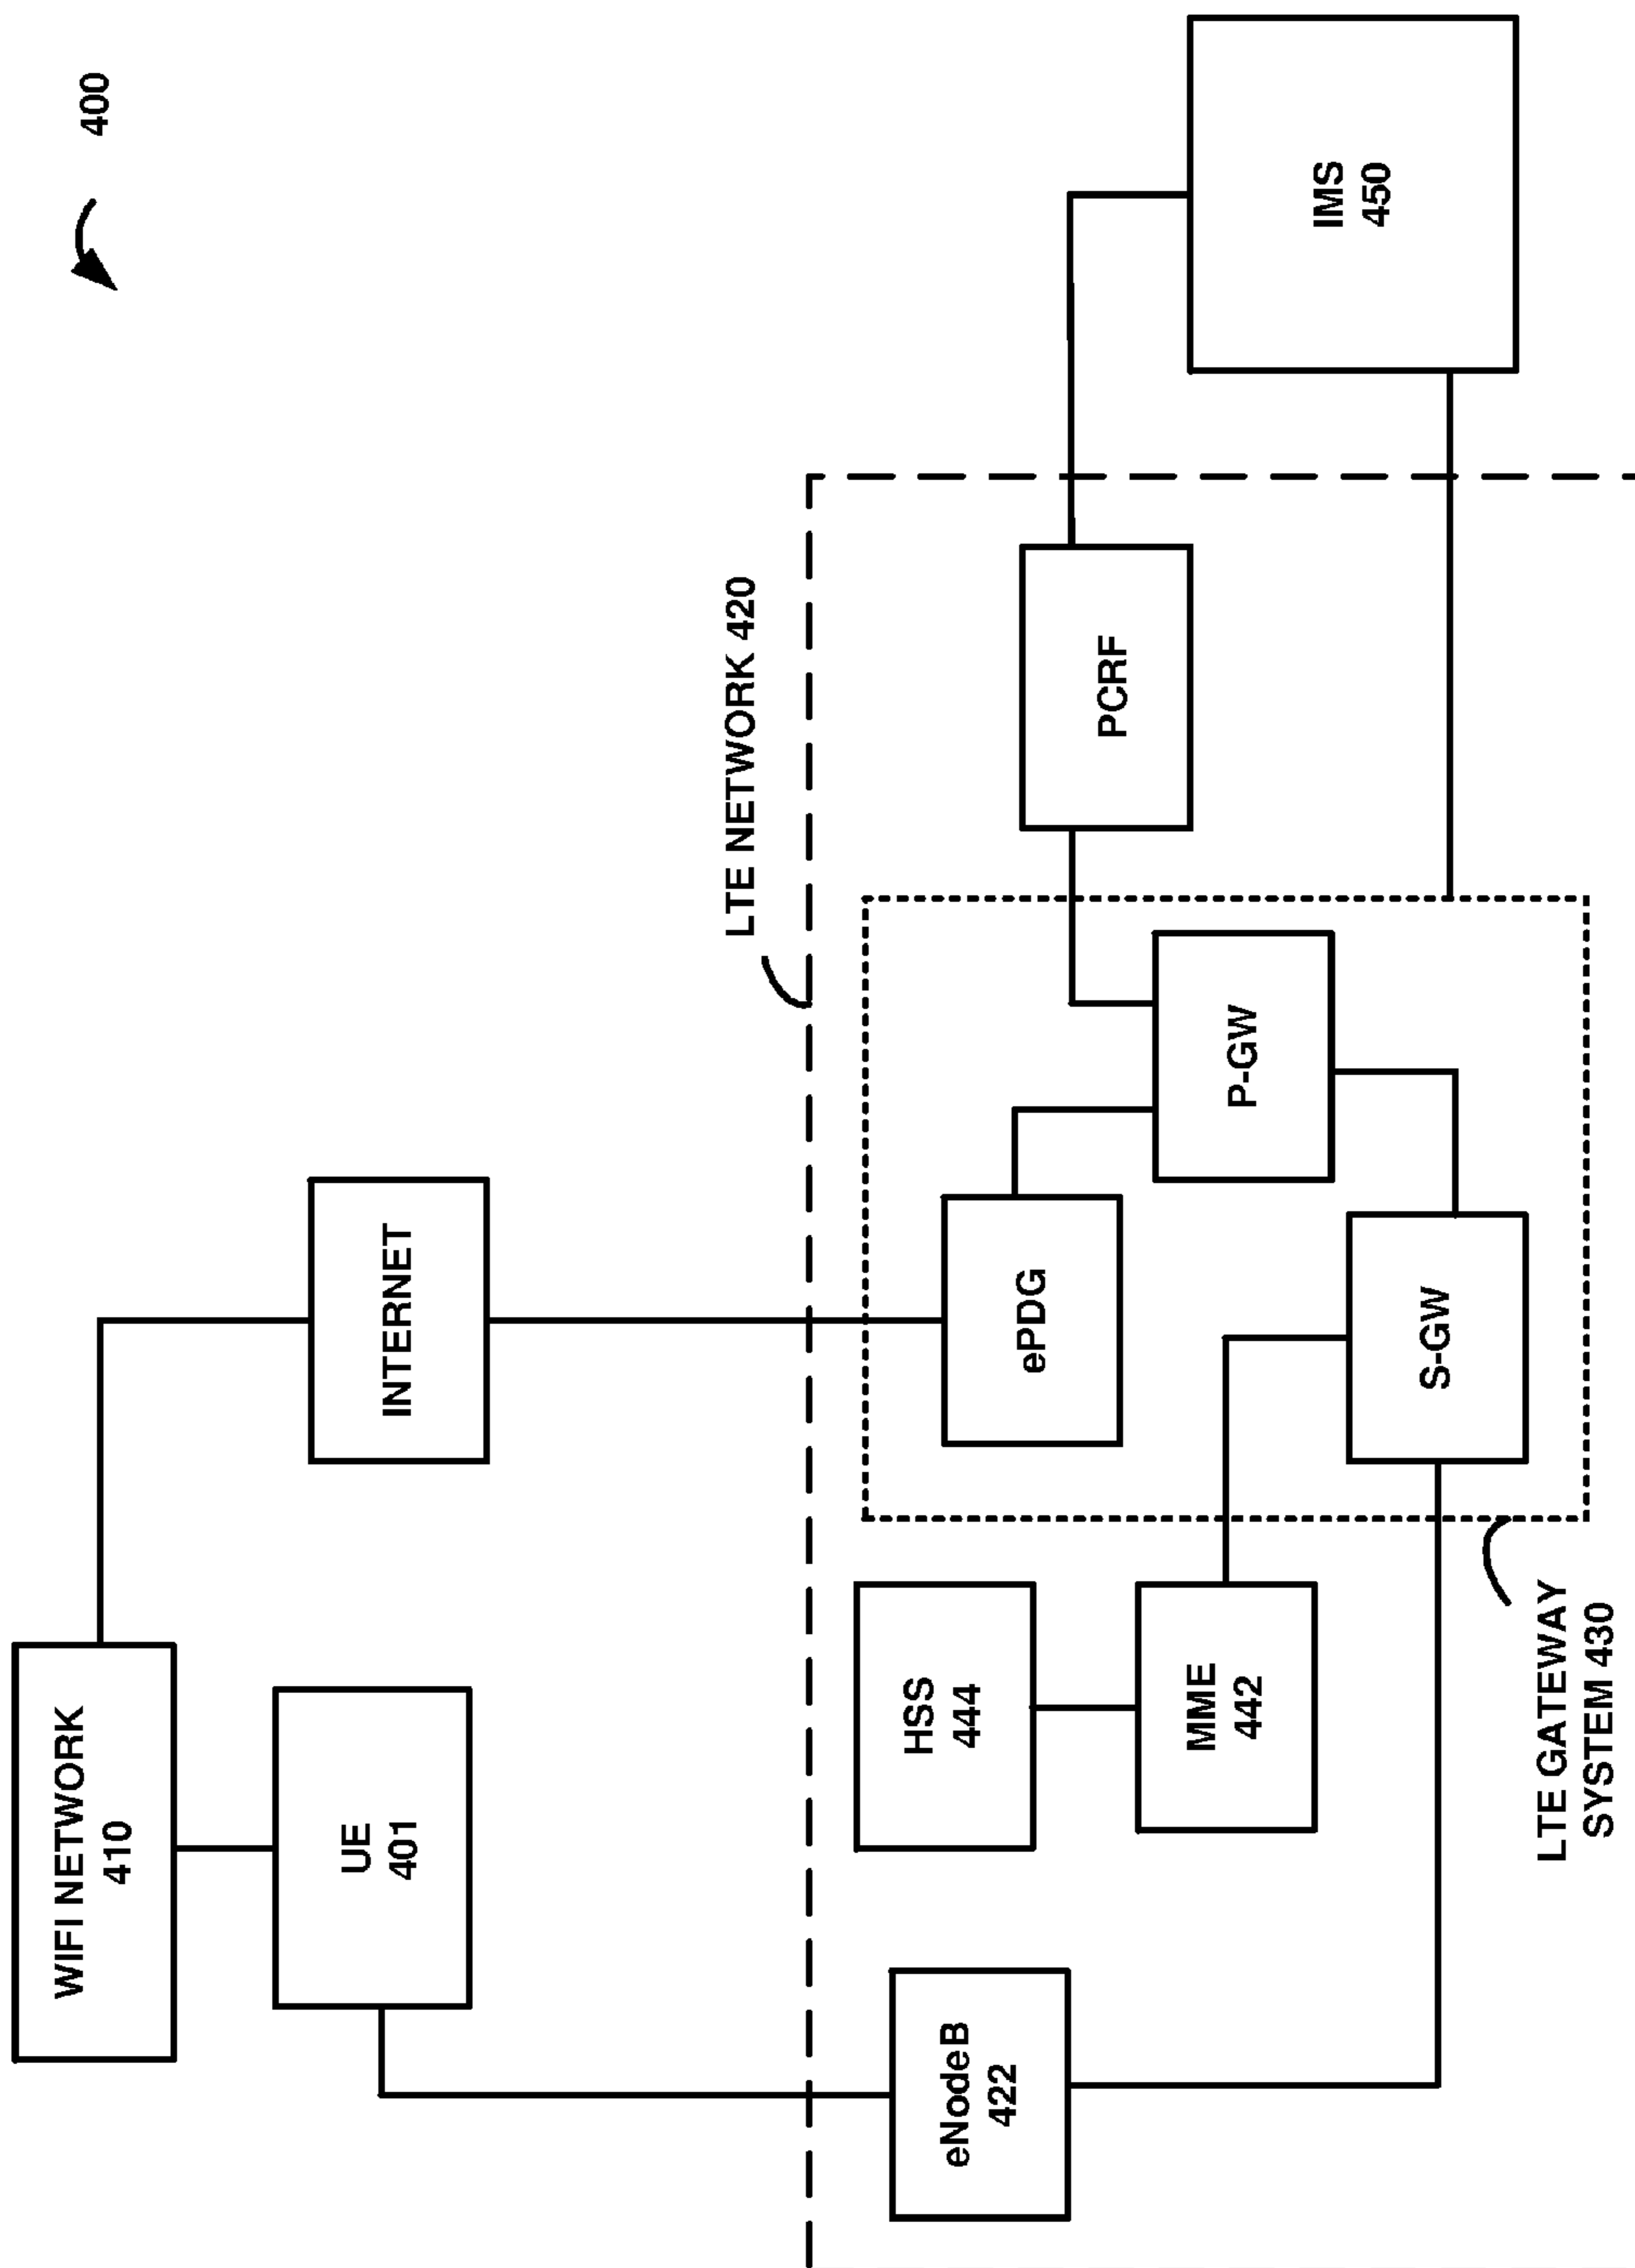 400
WIFI NETWORK
410
UE
401
INTERNET
LTE NETWORK 420
eNodeB
422
HSS
444
MME
442
ePDG
P-GW
S-GW
PCRF
IMS
450
LTE GATEWAY
SYSTEM 430